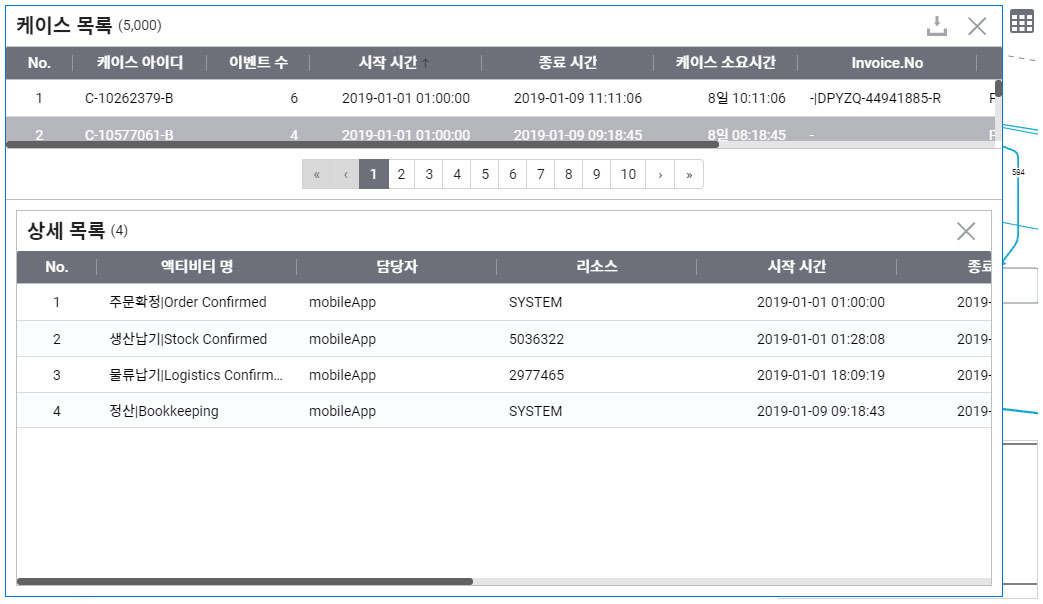 케이스 목록 (5,000)
No. 케이스 아이디 이벤트 수 시작 시간 ↑ 종료 시간 케이스 소요시간 Invoice.No
1 C-10262379-B 6 2019-01-01 01:00:00 2019-01-09 11:11:06 8일 10:11:06 -|DPYZQ-44941885-R
2 C-10577061-B 4 2019-01-01 01:00:00 2019-01-09 09:18:45 8일 08:18:45 -
« ‹ 1 2 3 4 5 6 7 8 9 10 › »
594
상세 목록 (4)
No. 액티비티 명 담당자 리소스 시작 시간 종료
1 주문확정|Order Confirmed mobileApp SYSTEM 2019-01-01 01:00:00 2019-
2 생산납기|Stock Confirmed mobileApp 5036322 2019-01-01 01:28:08 2019-
3 물류납기|Logistics Confirm... mobileApp 2977465 2019-01-01 18:09:19 2019-
4 정산|Bookkeeping mobileApp SYSTEM 2019-01-09 09:18:43 2019-